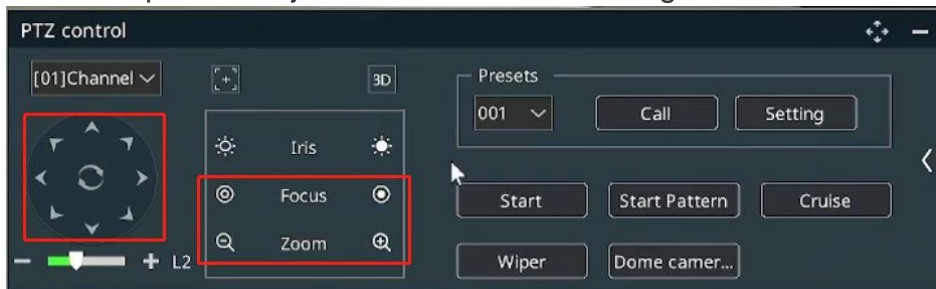 PTZ control
[01]Channel
3D
Presets
001
Call
Setting
Iris
Focus
Start
Start Pattern
Cruise
Zoom
L2
Wiper
Dome camer...